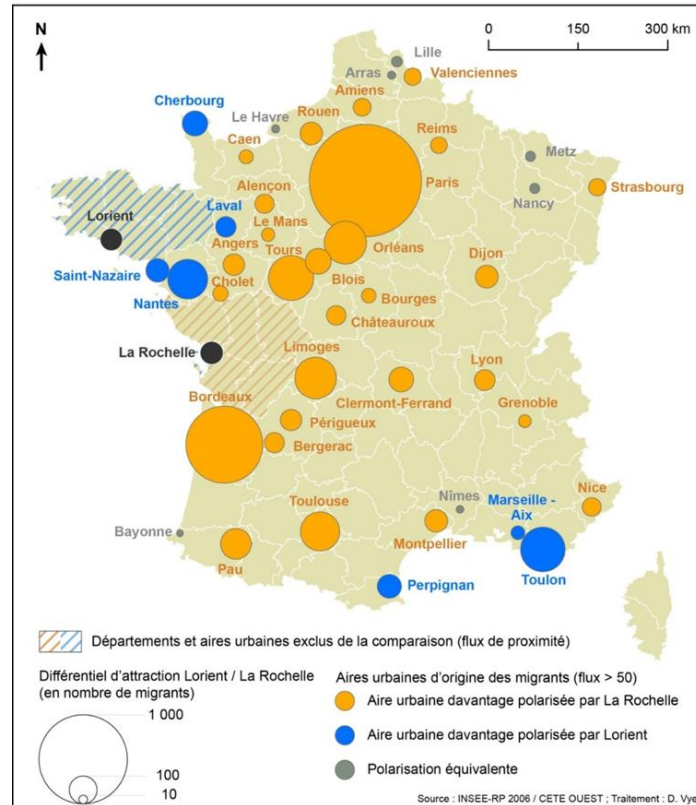 N
0 150 300 km
Lille
Arras
Valenciennes
Amiens
Cherbourg
Le Havre
Rouen
Caen
Reims
Metz
Paris
Nancy
Strasbourg
Alençon
Lorient
Laval
Le Mans
Angers
Tours
Orléans
Dijon
Saint-Nazaire
Cholet
Blois
Nantes
Bourges
Châteauroux
La Rochelle
Limoges
Lyon
Bordeaux
Clermont-Ferrand
Grenoble
Périgueux
Bergerac
Nice
Toulouse
Nîmes
Marseille -
Aix
Bayonne
Montpellier
Pau
Toulon
Perpignan
Départements et aires urbaines exclus de la comparaison (flux de proximité)
Différentiel d'attraction Lorient / La Rochelle
(en nombre de migrants)
1 000
100
10
Aires urbaines d'origine des migrants (flux > 50)
Aire urbaine davantage polarisée par La Rochelle
Aire urbaine davantage polarisée par Lorient
Polarisation équivalente
Source : INSEE-RP 2006 / CETE OUEST ; Traitement : D. Vye